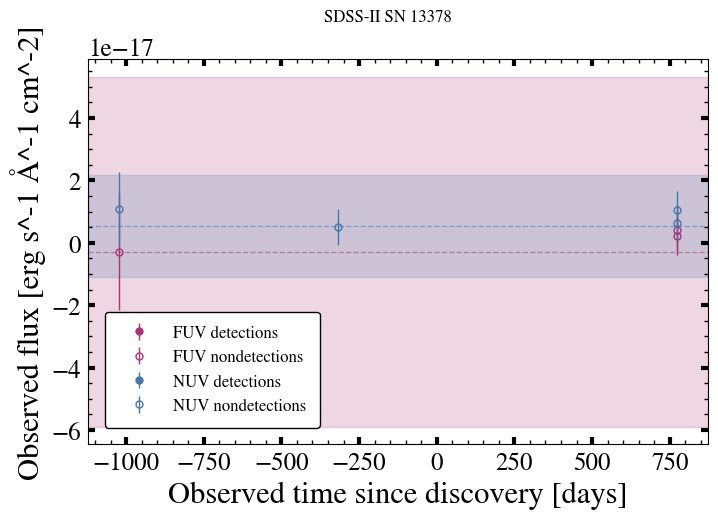 SDSS-II SN 13378
1e−17
Observed flux [erg s^-1 Å^-1 cm^-2]
4
2
0
−2
−4
−6
FUV detections
FUV nondetections
NUV detections
NUV nondetections
−1000 −750 −500 −250 0 250 500 750
Observed time since discovery [days]